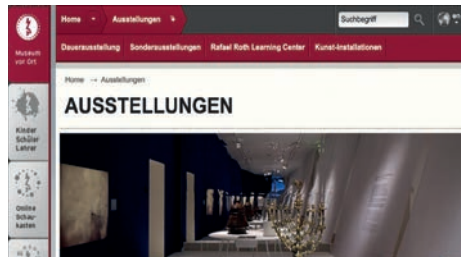 Home Ausstellungen
Suchbegriff
Museum
vor Ort
Dauerausstellung Sonderausstellungen Rafael Roth Learning Center Kunst-Installationen
Home → Ausstellungen
AUSSTELLUNGEN
Kinder
Schüler
Lehrer
Online
Schau-
kasten